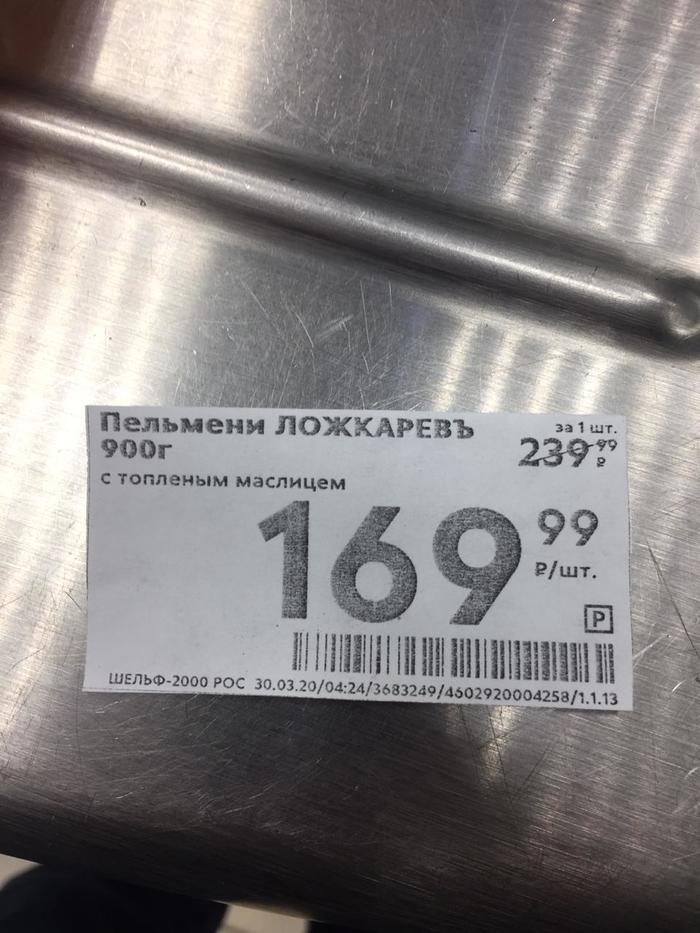 Пельмени ЛОЖКАРЕВЪ
900г
с топленым маслицем
за 1 шт.
239 99
₽
169 99
₽/шт.
P
ШЕЛЬФ-2000 РОС 30.03.20/04:24/3683249/4602920004258/1.1.13